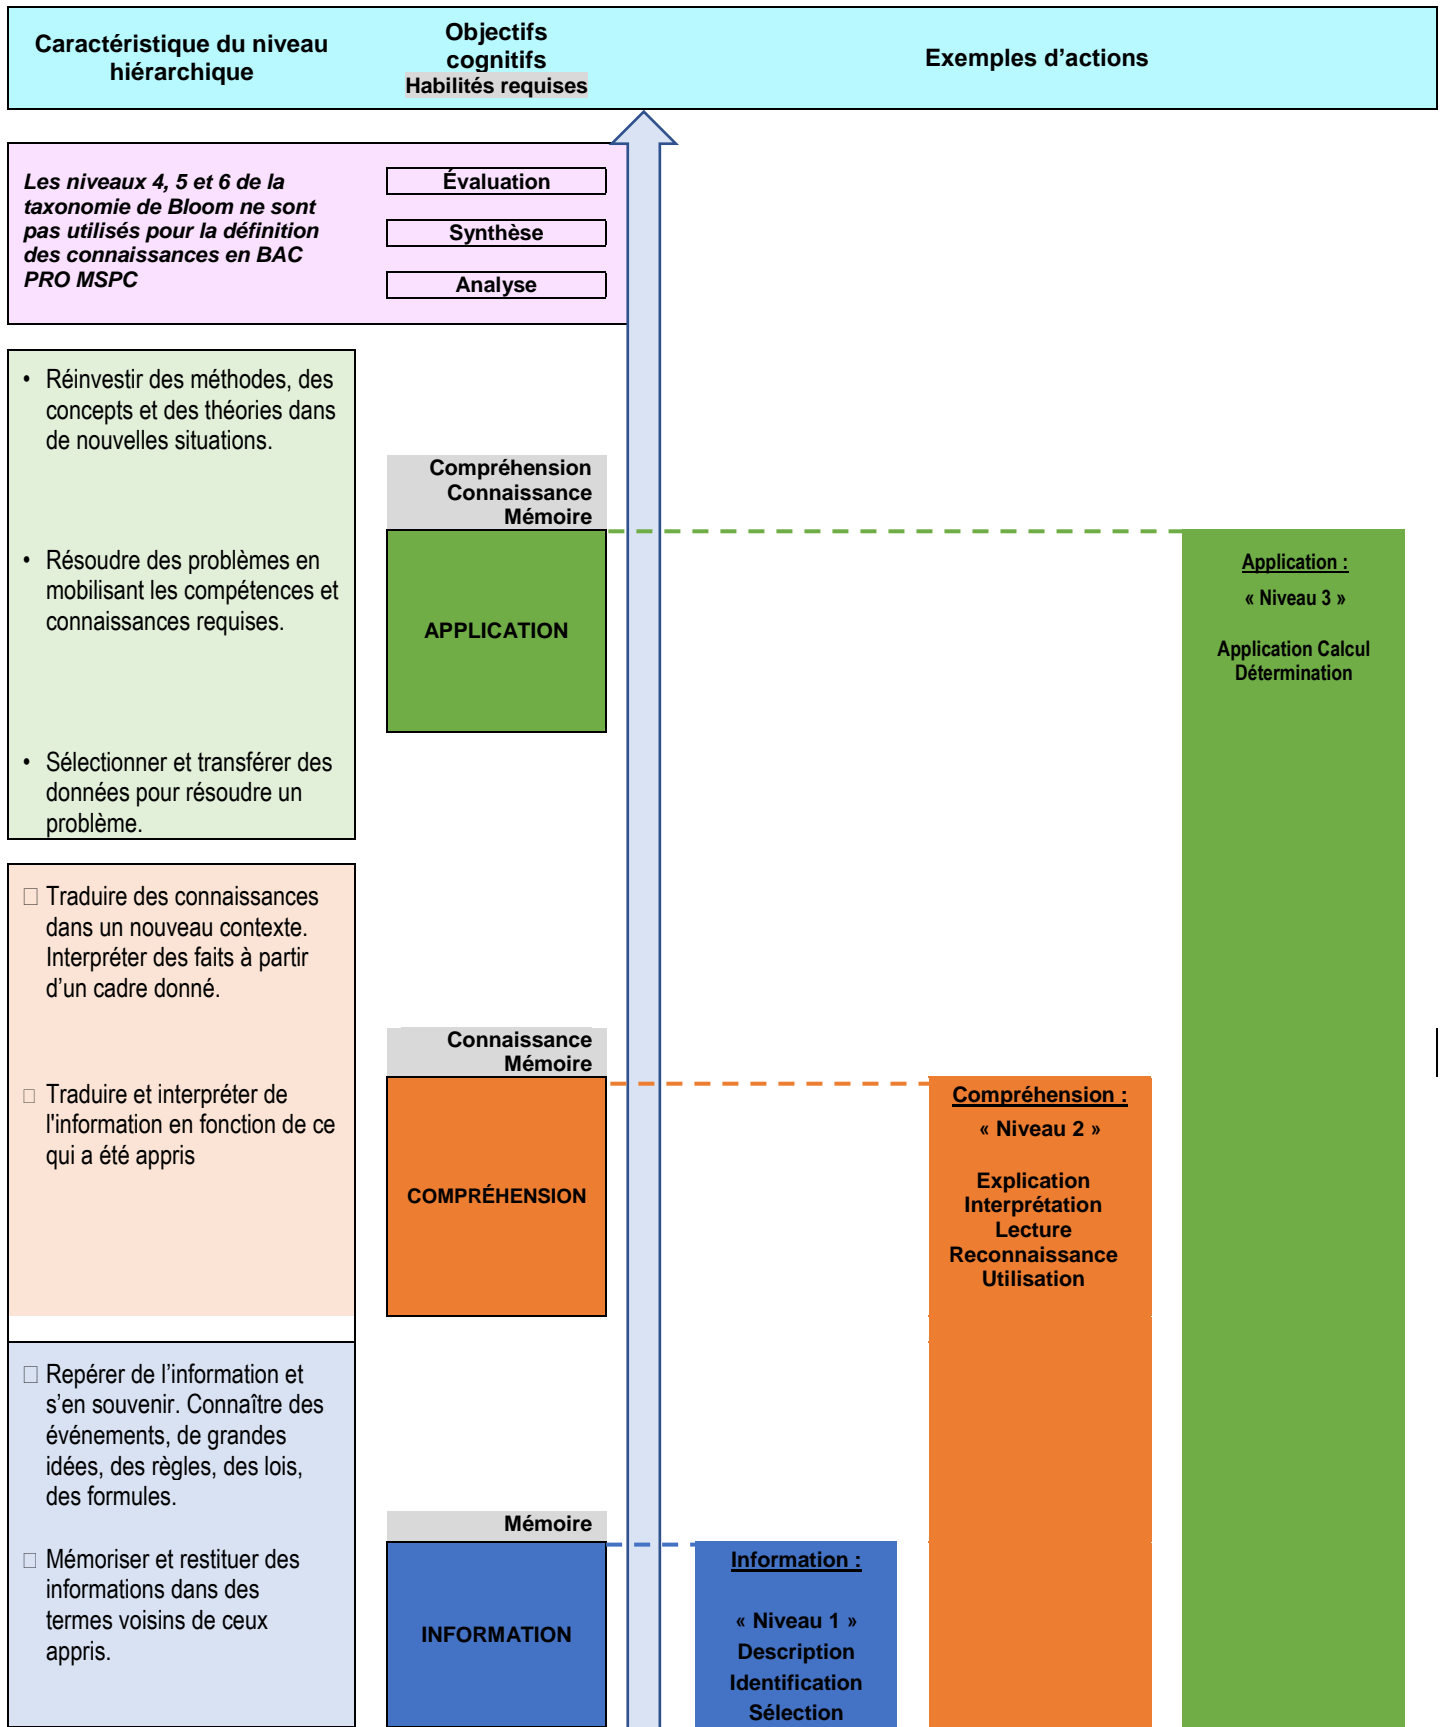 Caractéristique du niveau
hiérarchique
Objectifs
cognitifs
Habilités requises
Exemples d’actions
Les niveaux 4, 5 et 6 de la
taxonomie de Bloom ne sont
pas utilisés pour la définition
des connaissances en BAC
PRO MSPC
Évaluation
Synthèse
Analyse
• Réinvestir des méthodes, des
concepts et des théories dans
de nouvelles situations.
• Résoudre des problèmes en
mobilisant les compétences et
connaissances requises.
• Sélectionner et transférer des
données pour résoudre un
problème.
Compréhension
Connaissance
Mémoire
APPLICATION
Application :
« Niveau 3 »
Application Calcul
Détermination
Traduire des connaissances
dans un nouveau contexte.
Interpréter des faits à partir
d’un cadre donné.
Traduire et interpréter de
l'information en fonction de ce
qui a été appris
Connaissance
Mémoire
COMPRÉHENSION
Compréhension :
« Niveau 2 »
Explication
Interprétation
Lecture
Reconnaissance
Utilisation
Repérer de l’information et
s’en souvenir. Connaître des
événements, de grandes
idées, des règles, des lois,
des formules.
Mémoriser et restituer des
informations dans des
termes voisins de ceux
appris.
Mémoire
INFORMATION
Information :
« Niveau 1 »
Description
Identification
Sélection